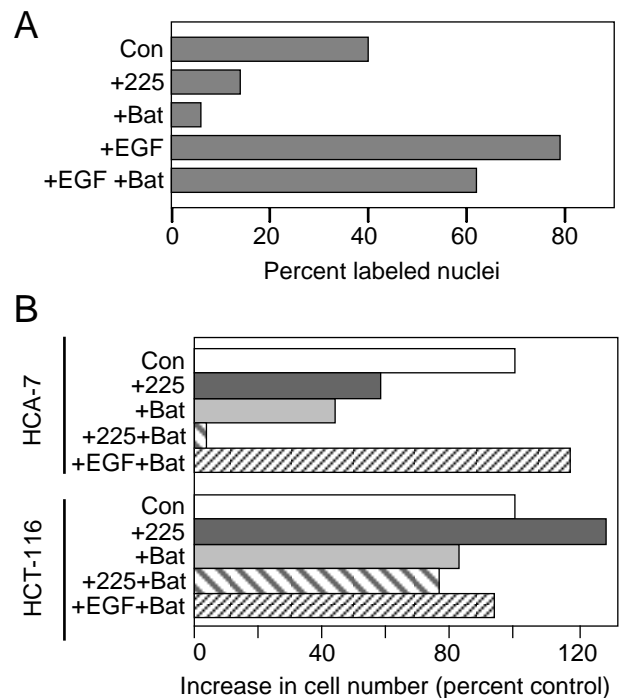 A
Con
+225
+Bat
+EGF
+EGF +Bat
0 20 40 60 80
Percent labeled nuclei
B
HCA-7
Con
+225
+Bat
+225+Bat
+EGF+Bat
HCT-116
Con
+225
+Bat
+225+Bat
+EGF+Bat
0 40 80 120
Increase in cell number (percent control)